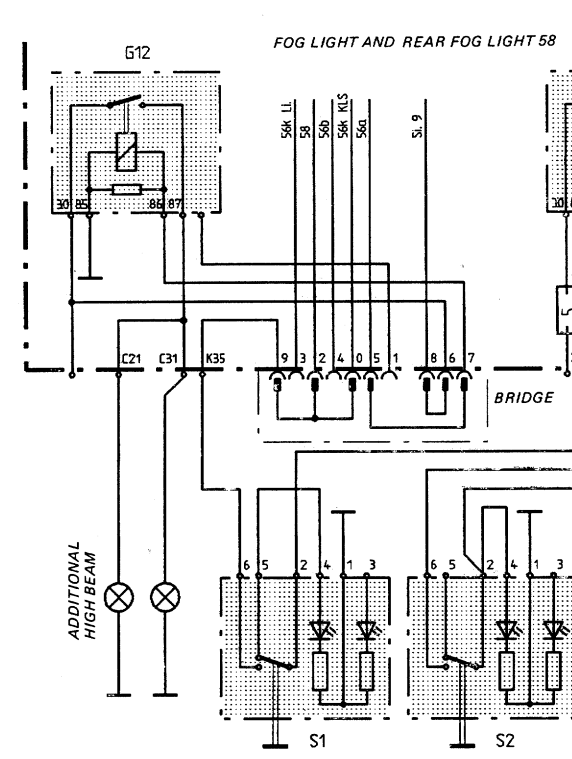 FOG LIGHT AND REAR FOG LIGHT 58
G12
56k LI.
58
56b
56k KLS
56a
Si. 9
30 85 86 87
30
C21 C31 K35 9 3 2 4 0 5 1 8 6 7
BRIDGE
ADDITIONAL
HIGH BEAM
6 5 2 4 1 3
6 5 2 4 1 3
S1
S2